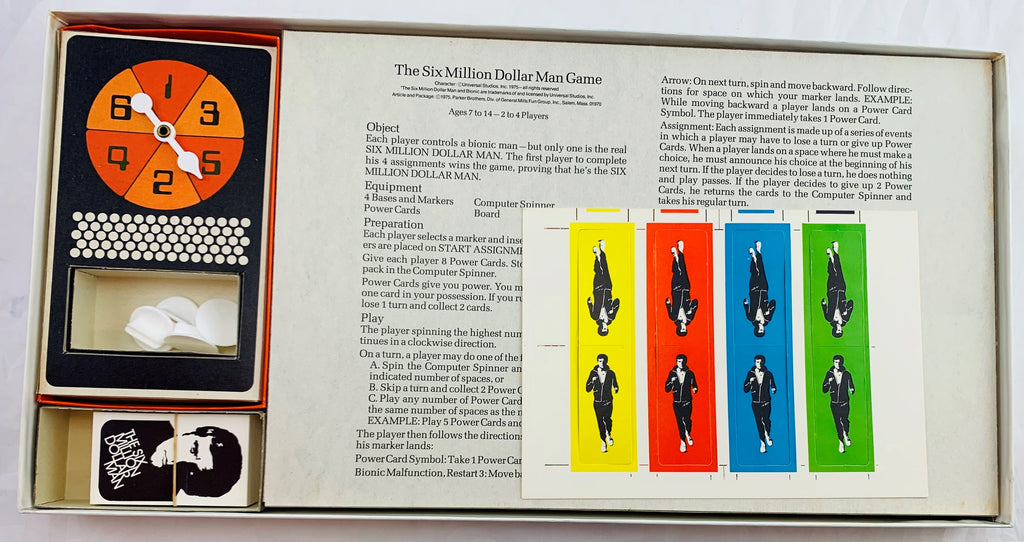 1
3
5
2
4
6
THE SIX MILLION DOLLAR MAN
The Six Million Dollar Man Game
Character: ©Universal Studios, Inc. 1975—all rights reserved
"The Six Million Dollar Man and Bionic are trademarks of and licensed by Universal Studios, Inc.
Article and Package: ©1975, Parker Brothers, Div. of General Mills Fun Group, Inc., Salem, Mass. 01970
Ages 7 to 14 – 2 to 4 Players
Object
Each player controls a bionic man—but only one is the real
SIX MILLION DOLLAR MAN. The first player to complete
his 4 assignments wins the game, proving that he's the SIX
MILLION DOLLAR MAN.
Equipment
4 Bases and Markers Computer Spinner
Power Cards Board
Preparation
Each player selects a marker and
ers are placed on START
Give each player 8 Power Cards.
pack in the Computer Spinner.
Power Cards give you power. You
one card in your possession. If you
lose 1 turn and collect 2 cards.
Play
The player spinning the highest
tinues in a clockwise direction.
On a turn, a player may do one of the
A. Spin the Computer Spinner
indicated number of spaces, or
B. Skip a turn and collect 2 Power
C. Play any number of Power
the same number of spaces as the
EXAMPLE: Play 5 Power Cards
The player then follows the directions
his marker lands:
Power Card Symbol: Take 1 Power
Bionic Malfunction, Restart 3: Move
Arrow: On next turn, spin and move backward. Follow direc-
tions for space on which your marker lands. EXAMPLE:
While moving backward a player lands on a Power Card
Symbol. The player immediately takes 1 Power Card.
Assignment: Each assignment is made up of a series of events
in which a player may have to lose a turn or give up Power
Cards. When a player lands on a space where he must make a
choice, he must announce his choice at the beginning of his
next turn. If the player decides to lose a turn, he does nothing
and play passes. If the player decides to give up 2 Power
Cards, he returns the cards to the Computer Spinner and
takes his regular turn.